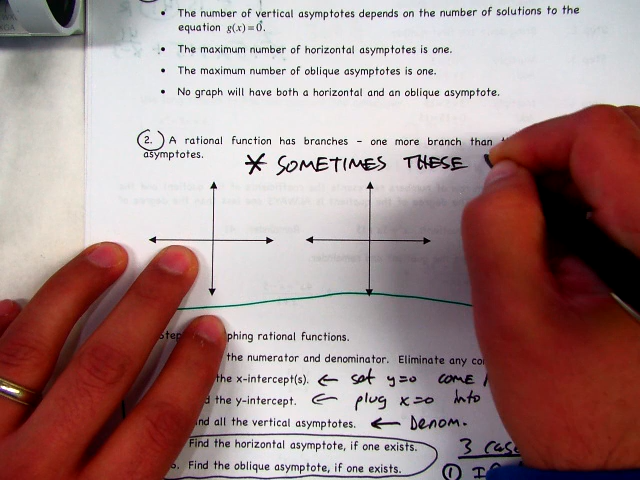 • The number of vertical asymptotes depends on the number of solutions to the
equation g(x)=0.
• The maximum number of horizontal asymptotes is one.
• The maximum number of oblique asymptotes is one.
• No graph will have both a horizontal and an oblique asymptote.
2. A rational function has branches – one more branch than
asymptotes.
* SOMETIMES THESE
graphing rational functions.
the numerator and denominator. Eliminate any
the x-intercept(s). ← set y=0 come
the y-intercept. ← plug x=0 into
all the vertical asymptotes. ← Denom.
Find the horizontal asymptote, if one exists. 3
Find the oblique asymptote, if one exists. ①